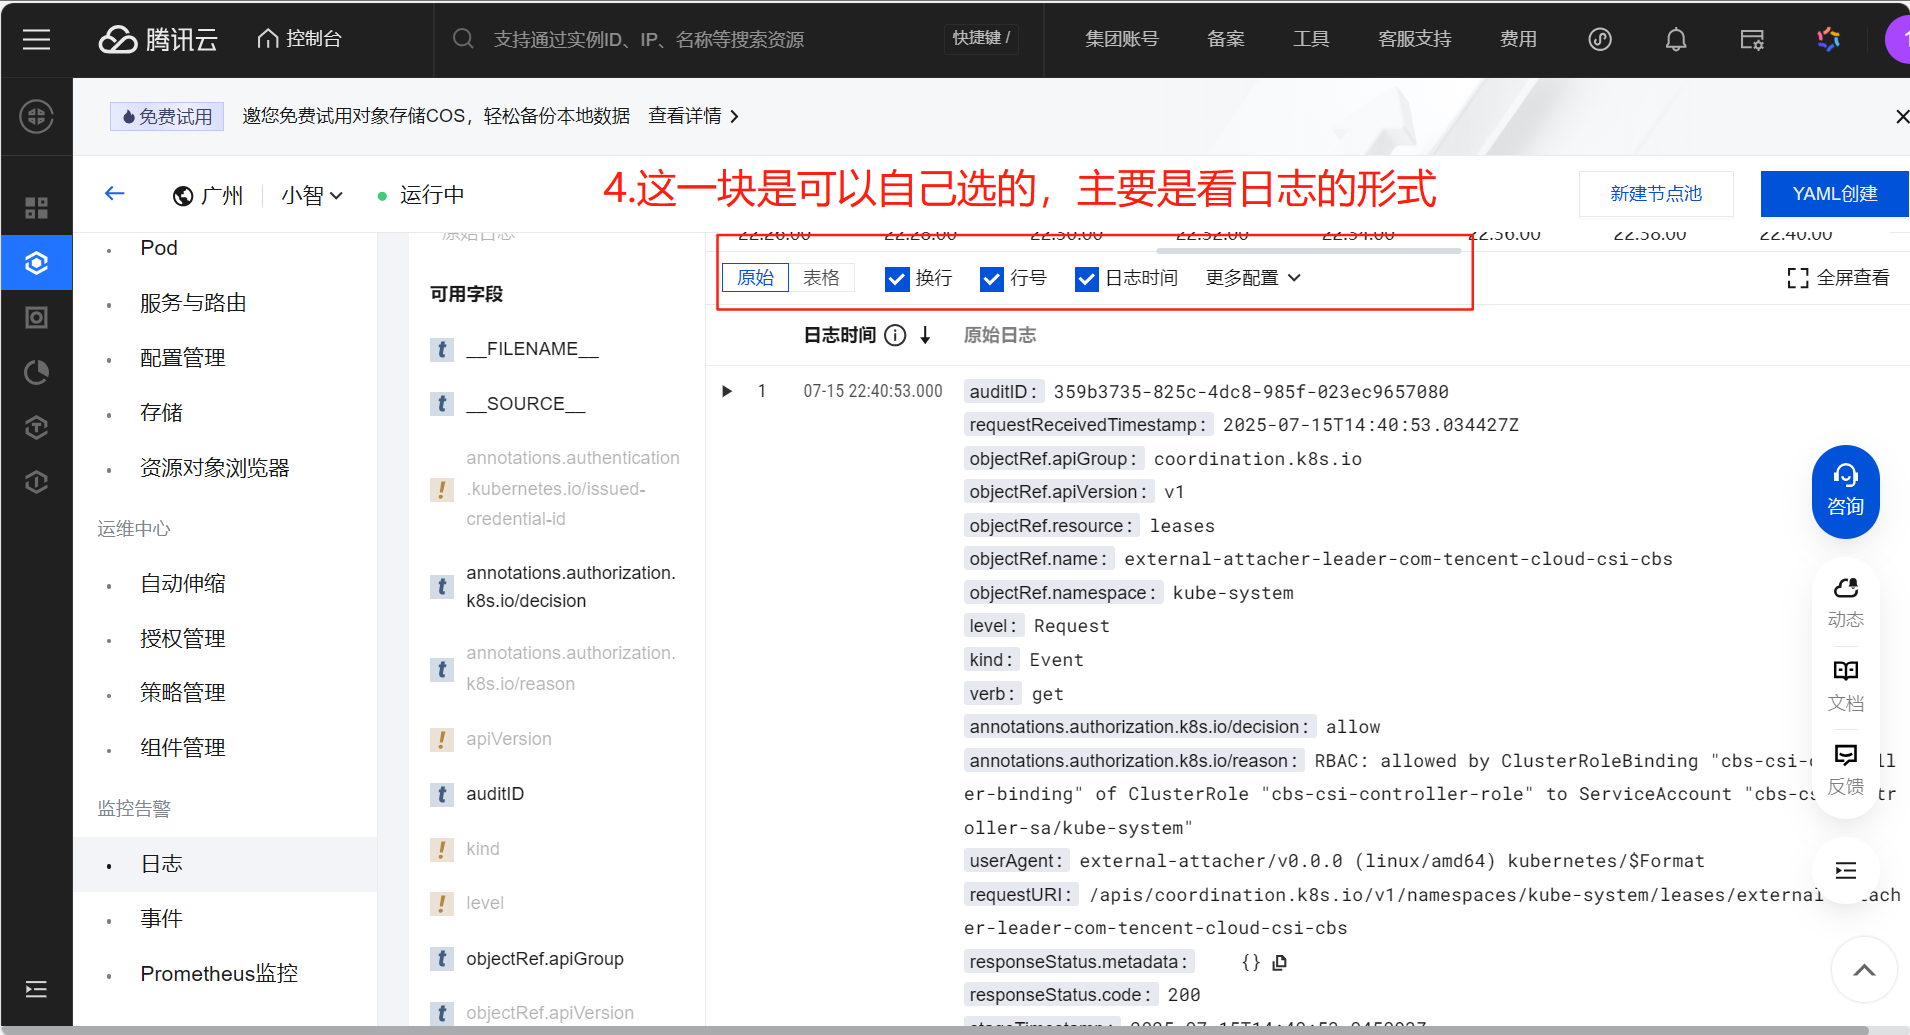 腾讯云 控制台 支持通过实例ID、IP、名称等搜索资源 快捷键 / 集团账号 备案 工具 客服支持 费用
免费试用 邀您免费试用对象存储COS，轻松备份本地数据 查看详情
广州 小智 运行中 4.这一块是可以自己选的，主要是看日志的形式 新建节点池 YAML创建
Pod
服务与路由
配置管理
存储
资源对象浏览器
运维中心
自动伸缩
授权管理
策略管理
组件管理
监控告警
日志
事件
Prometheus监控
原始日志
可用字段
t __FILENAME__
t __SOURCE__
! annotations.authentication
.kubernetes.io/issued-
credential-id
t annotations.authorization.
k8s.io/decision
t annotations.authorization.
k8s.io/reason
! apiVersion
t auditID
! kind
! level
t objectRef.apiGroup
t objectRef.apiVersion
22:26:00 22:28:00 22:30:00 22:32:00 22:34:00 22:36:00 22:38:00 22:40:00
原始 表格 换行 行号 日志时间 更多配置 全屏查看
日志时间 原始日志
1 07-15 22:40:53.000 auditID: 359b3735-825c-4dc8-985f-023ec9657080
requestReceivedTimestamp: 2025-07-15T14:40:53.034427Z
objectRef.apiGroup: coordination.k8s.io
objectRef.apiVersion: v1
objectRef.resource: leases
objectRef.name: external-attacher-leader-com-tencent-cloud-csi-cbs
objectRef.namespace: kube-system
level: Request
kind: Event
verb: get
annotations.authorization.k8s.io/decision: allow
annotations.authorization.k8s.io/reason: RBAC: allowed by ClusterRoleBinding "cbs-csi-c ll
er-binding" of ClusterRole "cbs-csi-controller-role" to ServiceAccount "cbs-cs tr
oller-sa/kube-system"
userAgent: external-attacher/v0.0.0 (linux/amd64) kubernetes/$Format
requestURI: /apis/coordination.k8s.io/v1/namespaces/kube-system/leases/external ach
er-leader-com-tencent-cloud-csi-cbs
responseStatus.metadata: {}
responseStatus.code: 200
咨询
动态
文档
反馈